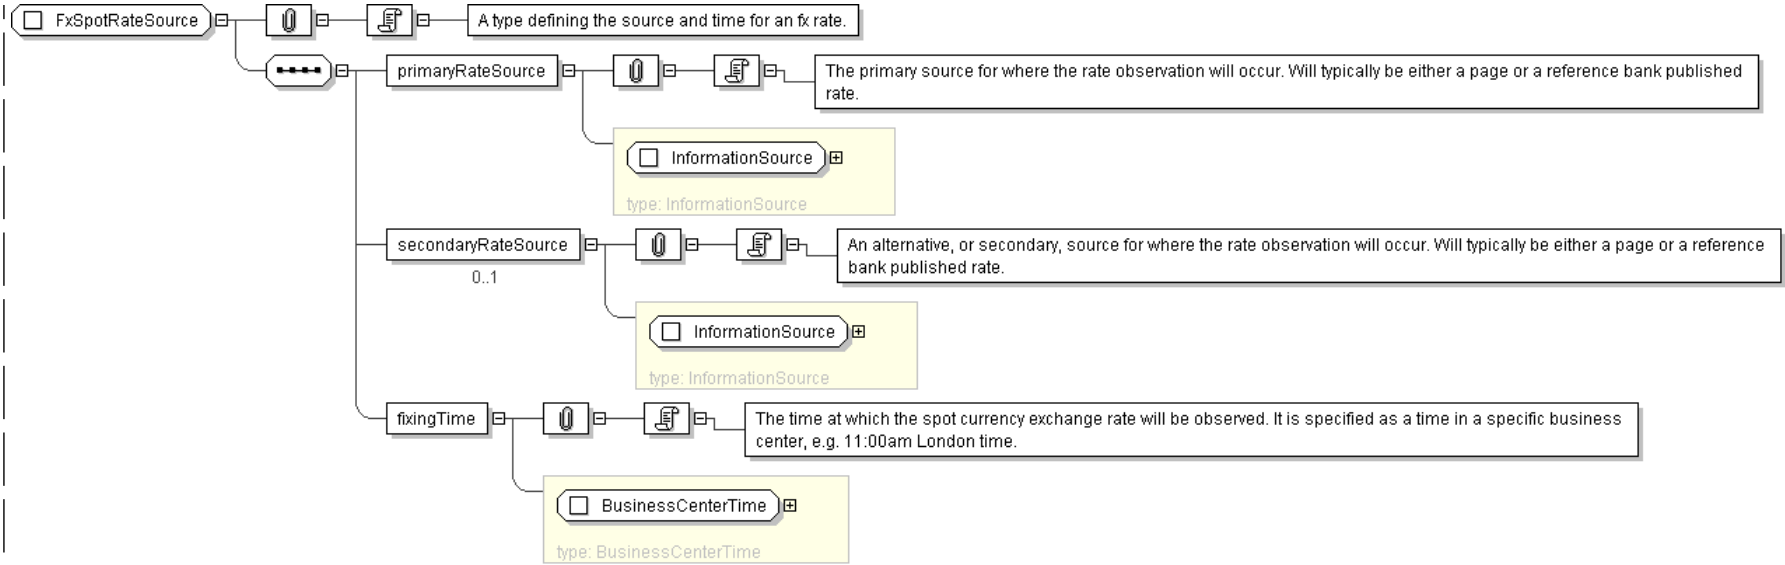 FxSpotRateSource
A type defining the source and time for an fx rate.
primaryRateSource
The primary source for where the rate observation will occur. Will typically be either a page or a reference bank published
rate.
InformationSource
type: InformationSource
secondaryRateSource
0..1
An alternative, or secondary, source for where the rate observation will occur. Will typically be either a page or a reference
bank published rate.
InformationSource
type: InformationSource
fixingTime
The time at which the spot currency exchange rate will be observed. It is specified as a time in a specific business
center, e.g. 11:00am London time.
BusinessCenterTime
type: BusinessCenterTime